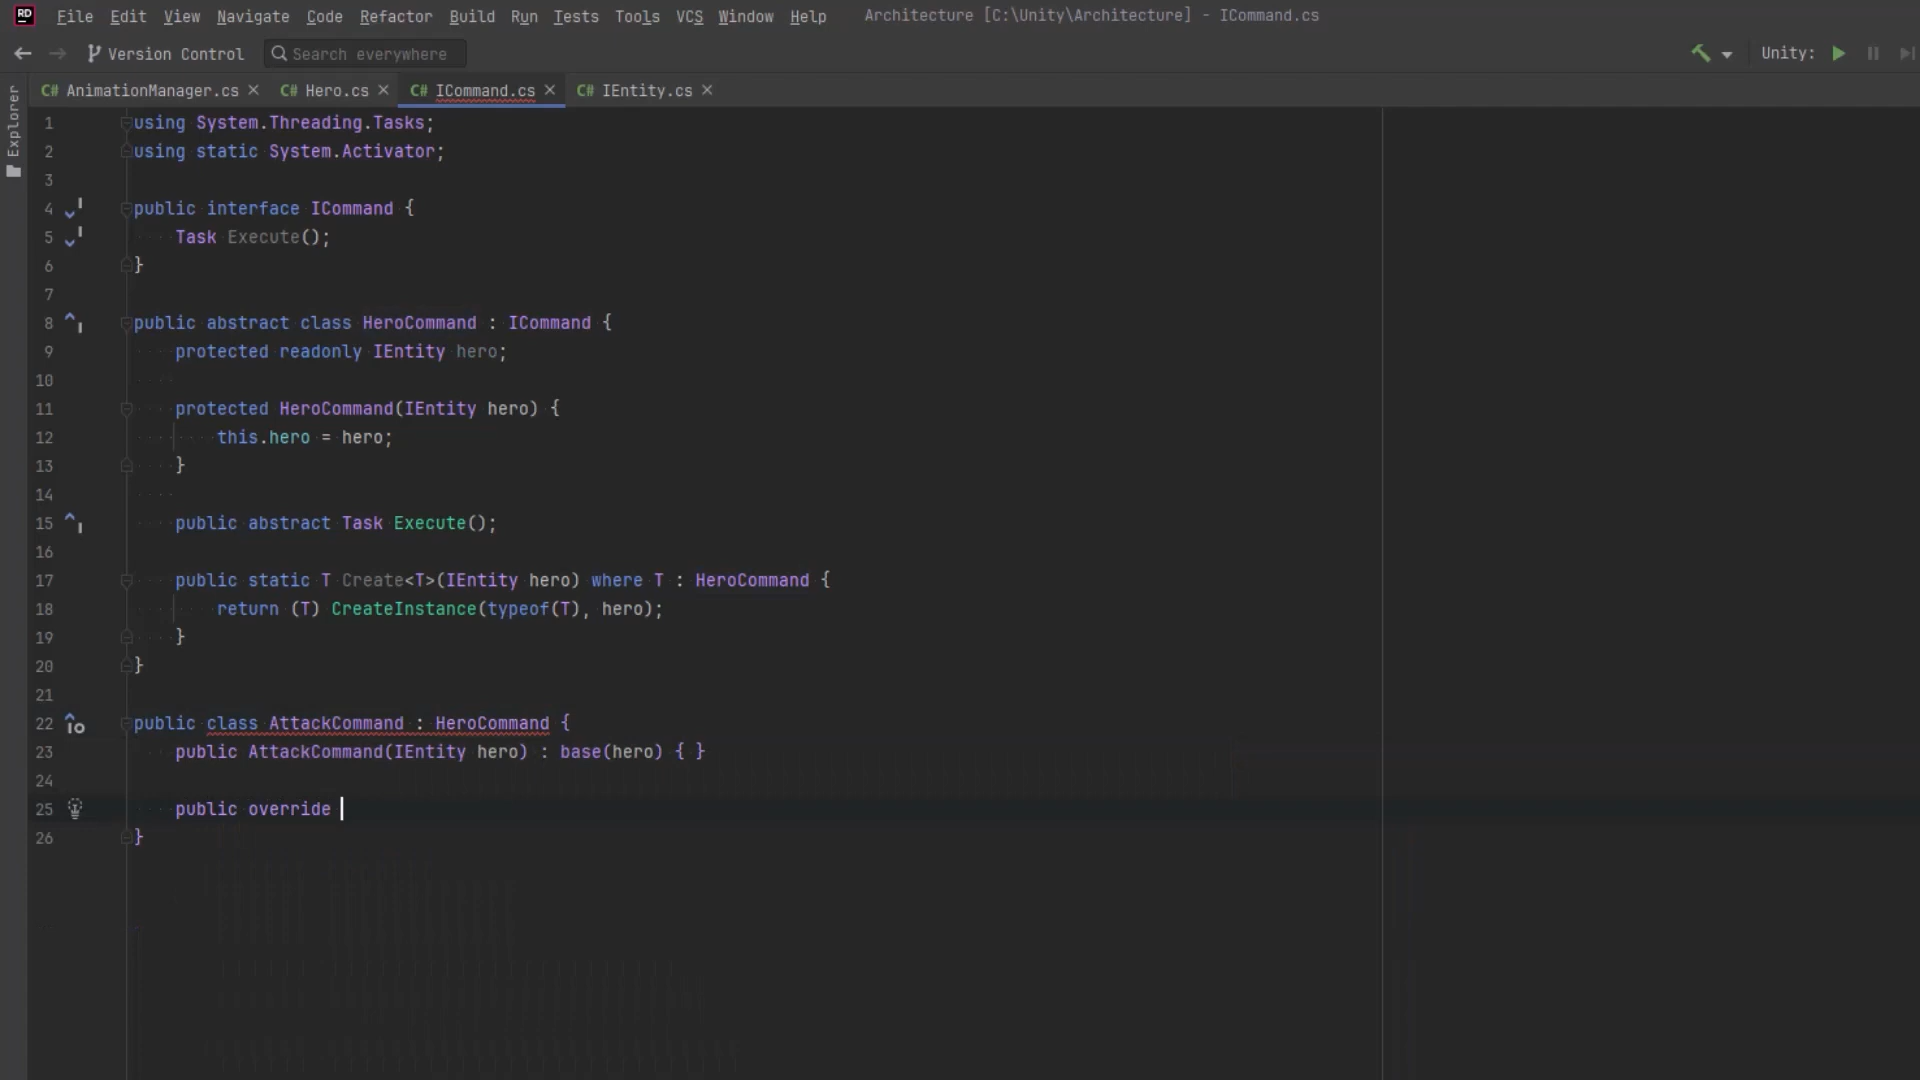 RD File Edit View Navigate Code Refactor Build Run Tests Tools VCS Window Help Architecture [C:\Unity\Architecture] - ICommand.cs
Version Control Search everywhere Unity:
C# AnimationManager.cs C# Hero.cs C# ICommand.cs C# IEntity.cs
Explorer
1 using System.Threading.Tasks;
2 using static System.Activator;
3
4 public interface ICommand {
5 Task Execute();
6 }
7
8 public abstract class HeroCommand : ICommand {
9 protected readonly IEntity hero;
10
11 protected HeroCommand(IEntity hero) {
12 this.hero = hero;
13 }
14
15 public abstract Task Execute();
16
17 public static T Create<T>(IEntity hero) where T : HeroCommand {
18 return (T) CreateInstance(typeof(T), hero);
19 }
20 }
21
22 public class AttackCommand : HeroCommand {
23 public AttackCommand(IEntity hero) : base(hero) { }
24
25 public override
26 }